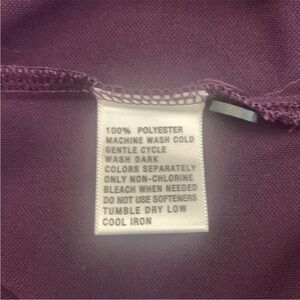 100% POLYESTER
MACHINE WASH COLD
GENTLE CYCLE
WASH DARK
COLORS SEPARATELY
ONLY NON-CHLORINE
BLEACH WHEN NEEDED
DO NOT USE SOFTENERS
TUMBLE DRY LOW
COOL IRON